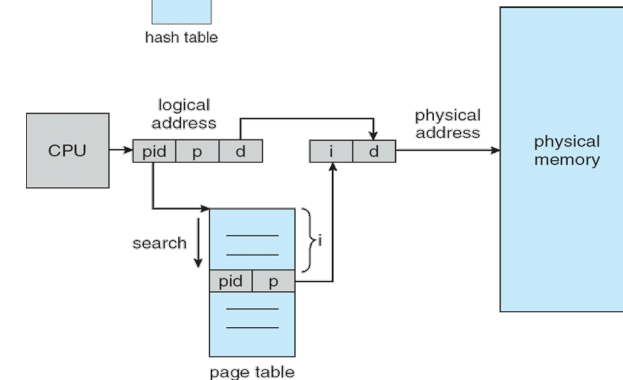 hash table
logical
address
physical
address
CPU
pid p d
i d
physical
memory
search
i
pid p
page table